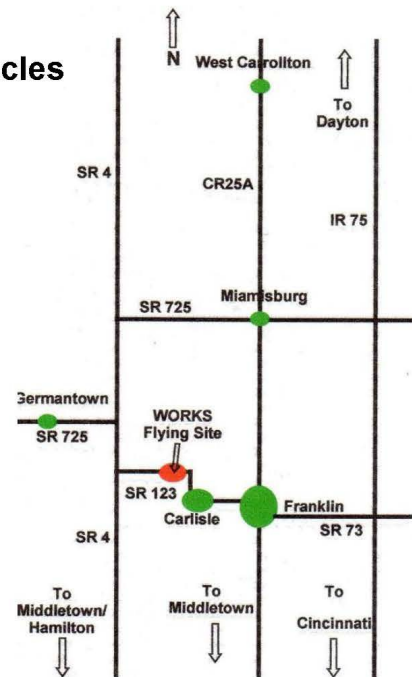 cles
N
West Carrollton
To
Dayton
SR 4
CR25A
IR 75
Miamisburg
SR 725
Germantown
SR 725
WORKS
Flying Site
SR 123
Carlisle
Franklin
SR 73
SR 4
To
Middletown/
Hamilton
To
Middletown
To
Cincinnati